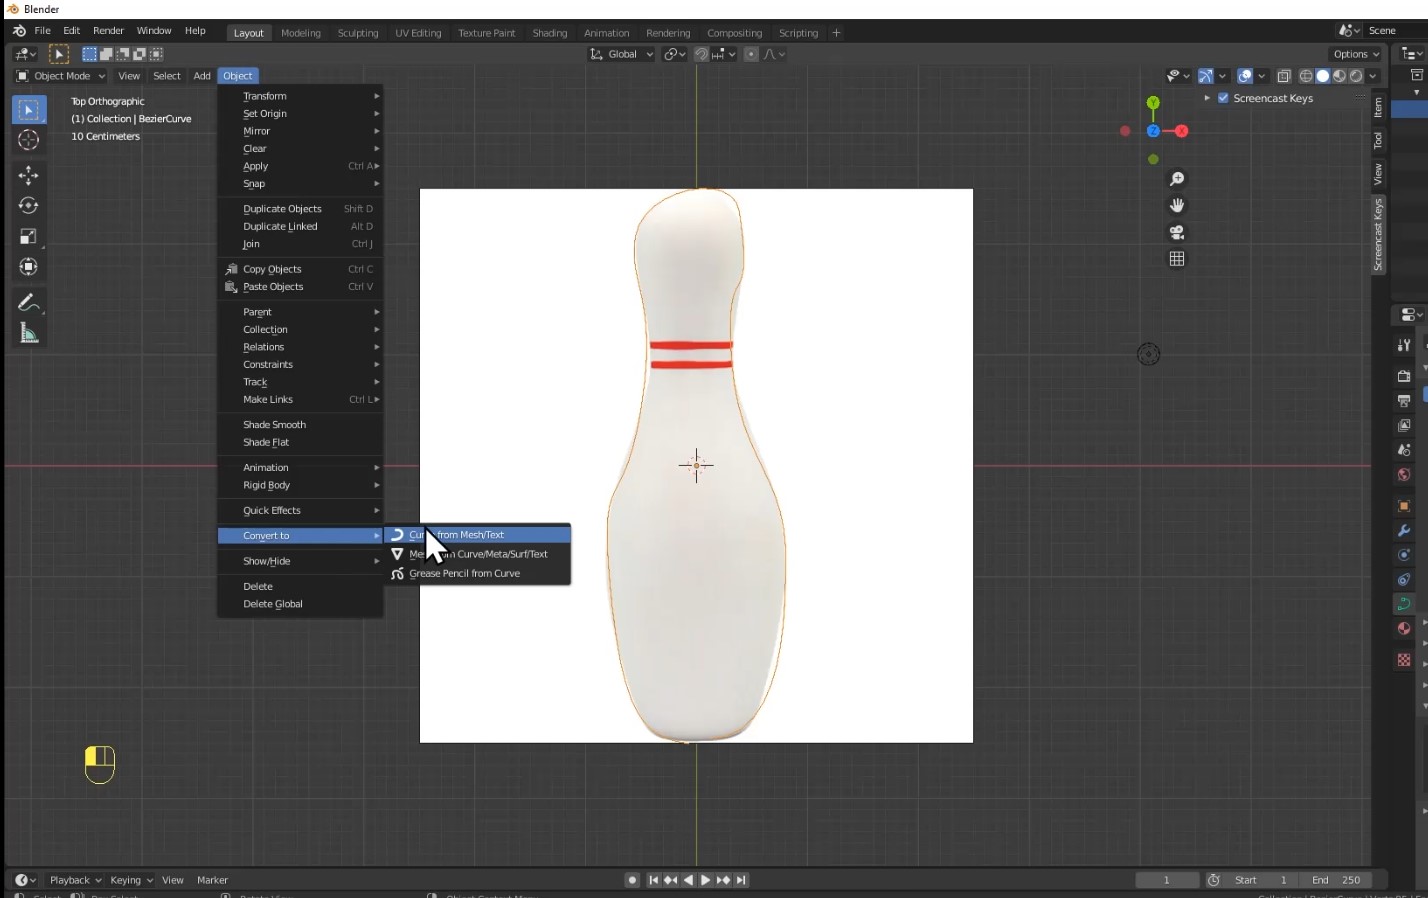 Blender
File Edit Render Window Help
Layout Modeling Sculpting UV Editing Texture Paint Shading Animation Rendering Compositing Scripting +
Scene
Global
Options
Object Mode View Select Add Object
Top Orthographic
(1) Collection | BezierCurve
10 Centimeters
Screencast Keys
Y
Z
X
Item
Tool
View
Screencast Keys
Transform
Set Origin
Mirror
Clear
Apply Ctrl A
Snap
Duplicate Objects Shift D
Duplicate Linked Alt D
Join Ctrl J
Copy Objects Ctrl C
Paste Objects Ctrl V
Parent
Collection
Relations
Constraints
Track
Make Links Ctrl L
Shade Smooth
Shade Flat
Animation
Rigid Body
Quick Effects
Convert to
from Mesh/Text
Curve/Meta/Surf/Text
Grease Pencil from Curve
Show/Hide
Delete
Delete Global
Playback Keying View Marker
1
Start 1
End 250